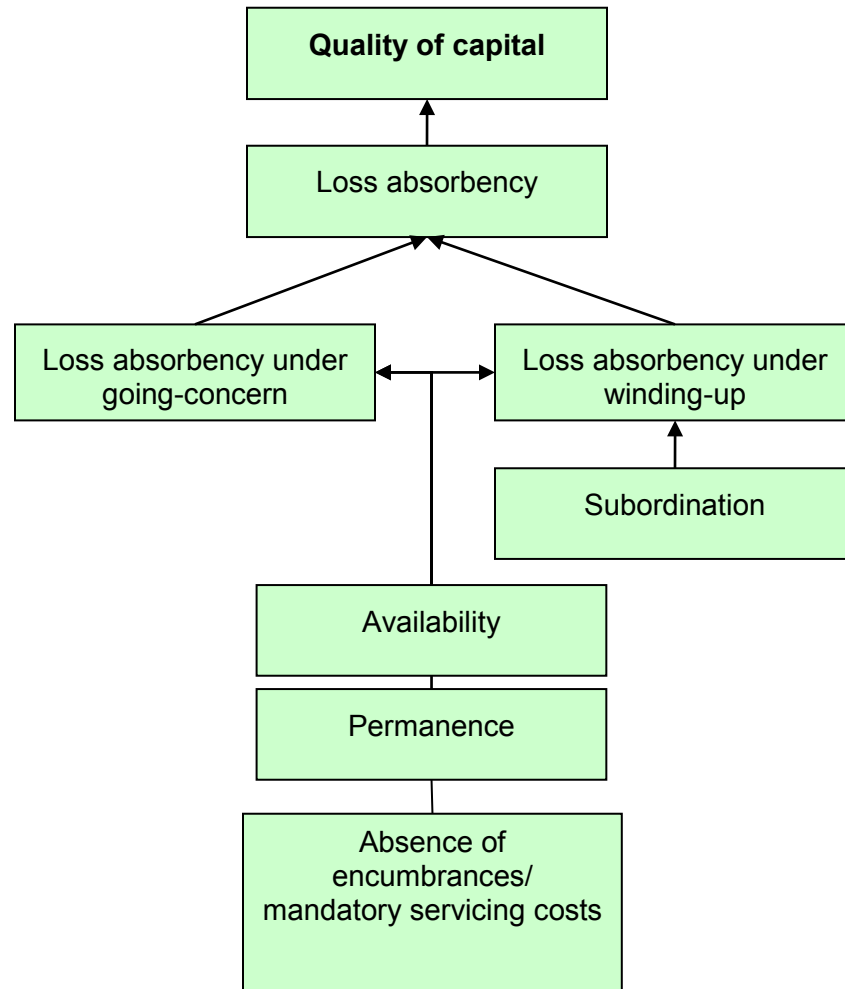 Quality of capital
Loss absorbency
Loss absorbency under
going-concern
Loss absorbency under
winding-up
Subordination
Availability
Permanence
Absence of
encumbrances/
mandatory servicing costs